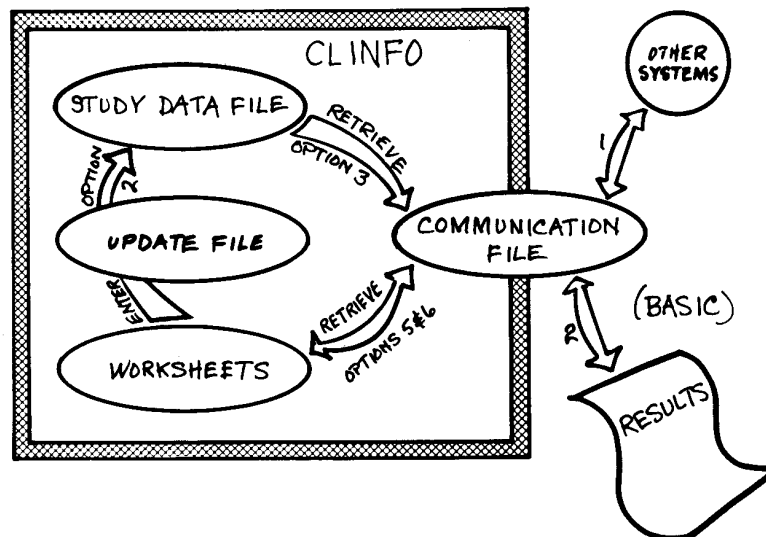 CLINFO
OTHER
SYSTEMS
STUDY DATA FILE
RETRIEVE
OPTION 3
OPTION
2
1
UPDATE FILE
COMMUNICATION
FILE
ENTER
RETRIEVE
OPTIONS 5&6
WORKSHEETS
2
(BASIC)
RESULTS